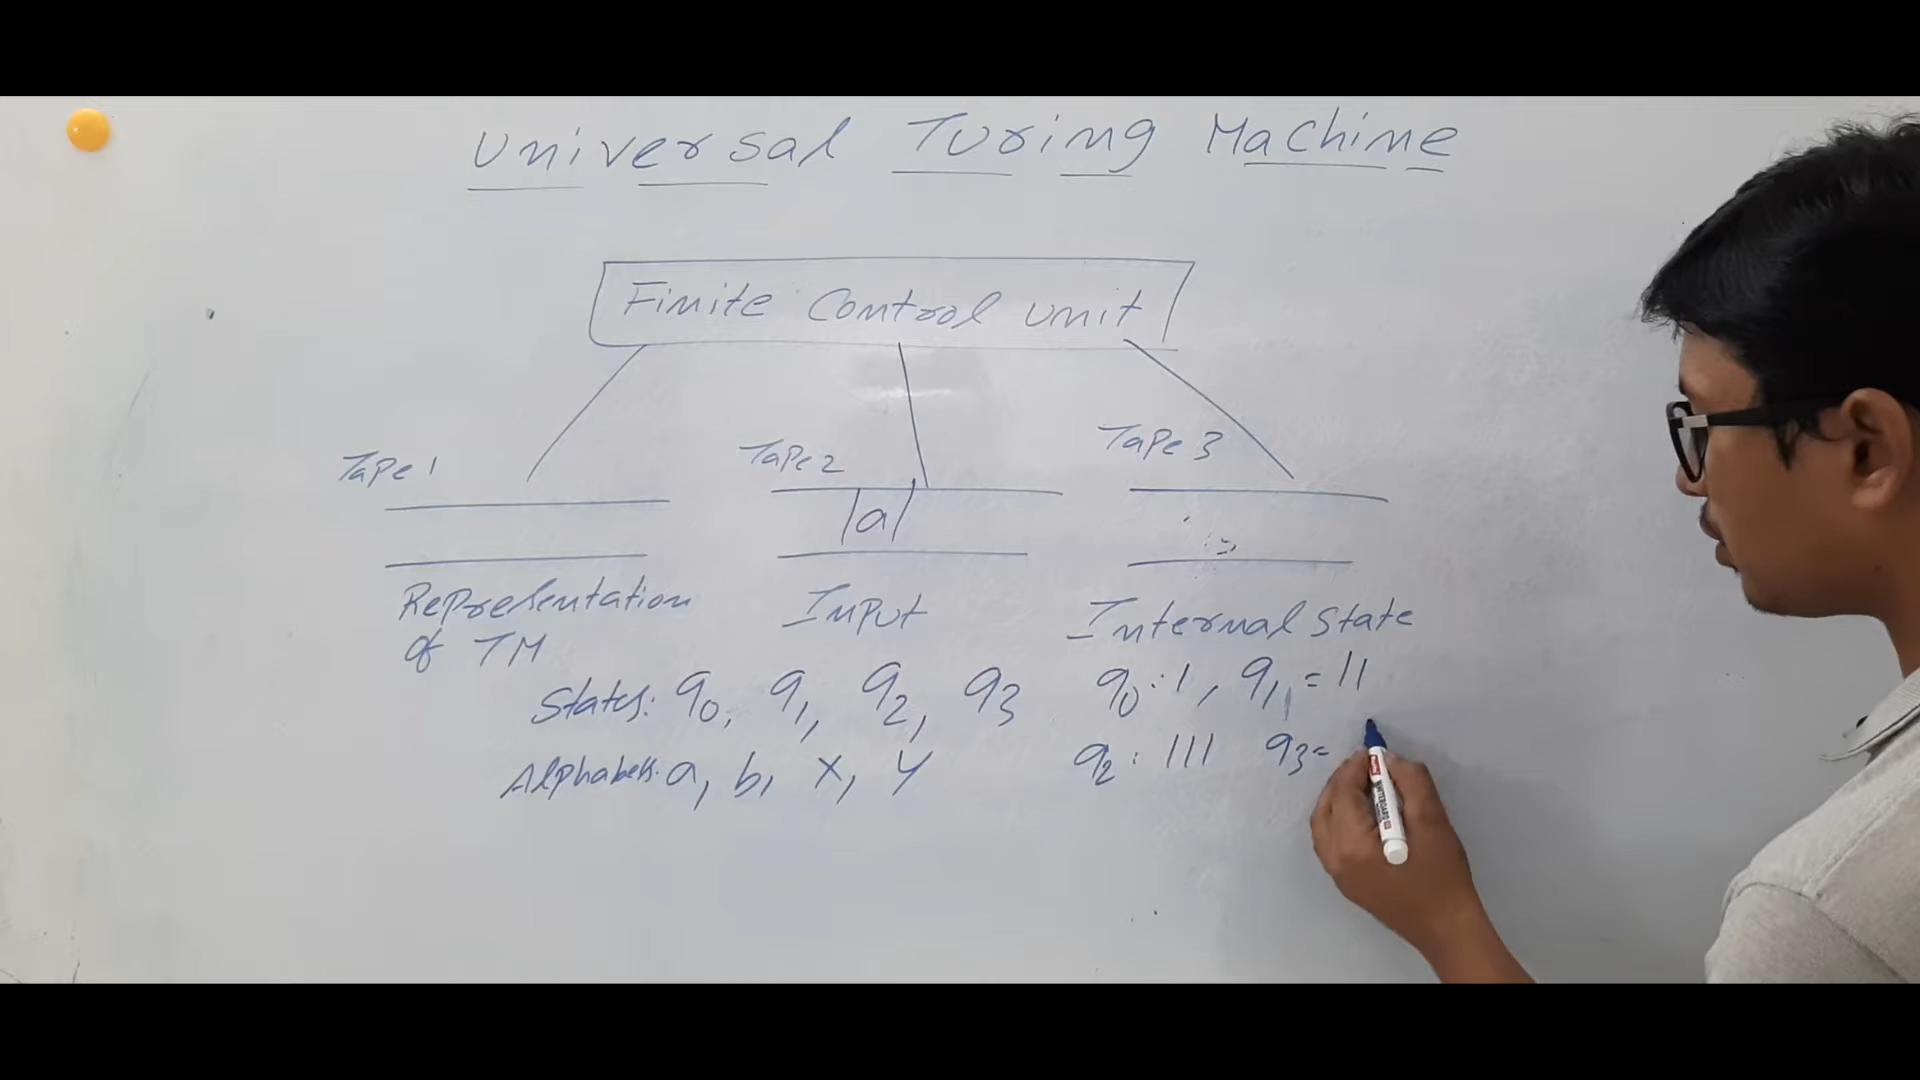 Universal Turing Machine
Finite Control Unit
Tape 1 Tape 2 Tape 3
a
Representation Input Internal State
of TM
States: q0, q1, q2, q3 q0 : 1, q1 = 11
Alphabets: a, b, x, y q2 : 111 q3 =